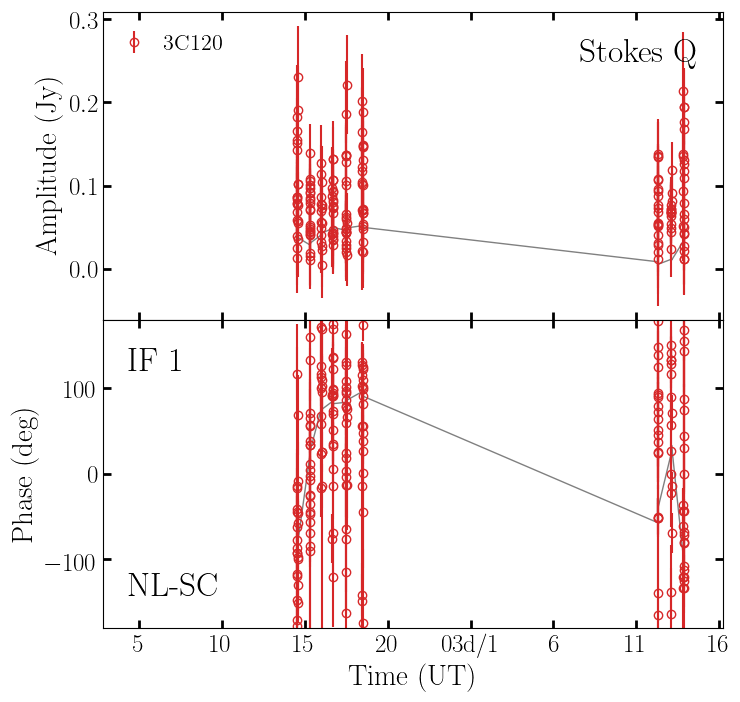 3C120
Stokes Q
0.3
0.2
0.1
0.0
Amplitude (Jy)
IF 1
100
0
−100
Phase (deg)
NL-SC
5 10 15 20 03d/1 6 11 16
Time (UT)